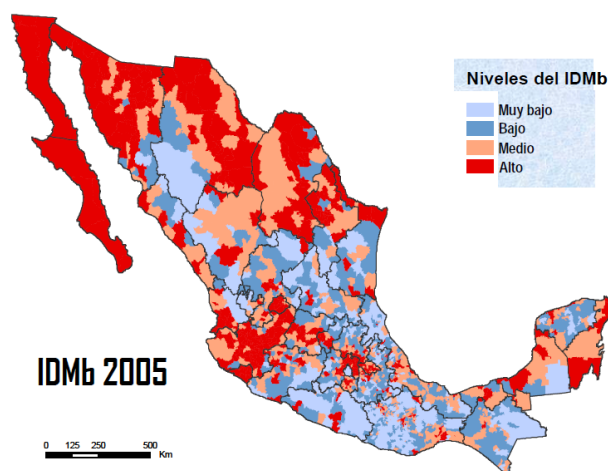 Niveles del IDMb
Muy bajo
Bajo
Medio
Alto
IDMb 2005
0 125 250 500
Km